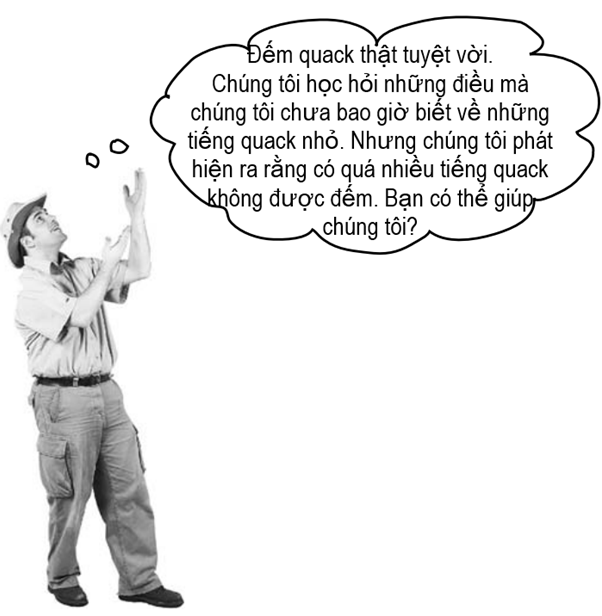 Đếm quack thật tuyệt vời.
Chúng tôi học hỏi những điều mà
chúng tôi chưa bao giờ biết về những
tiếng quack nhỏ. Nhưng chúng tôi phát
hiện ra rằng có quá nhiều tiếng quack
không được đếm. Bạn có thể giúp
chúng tôi?